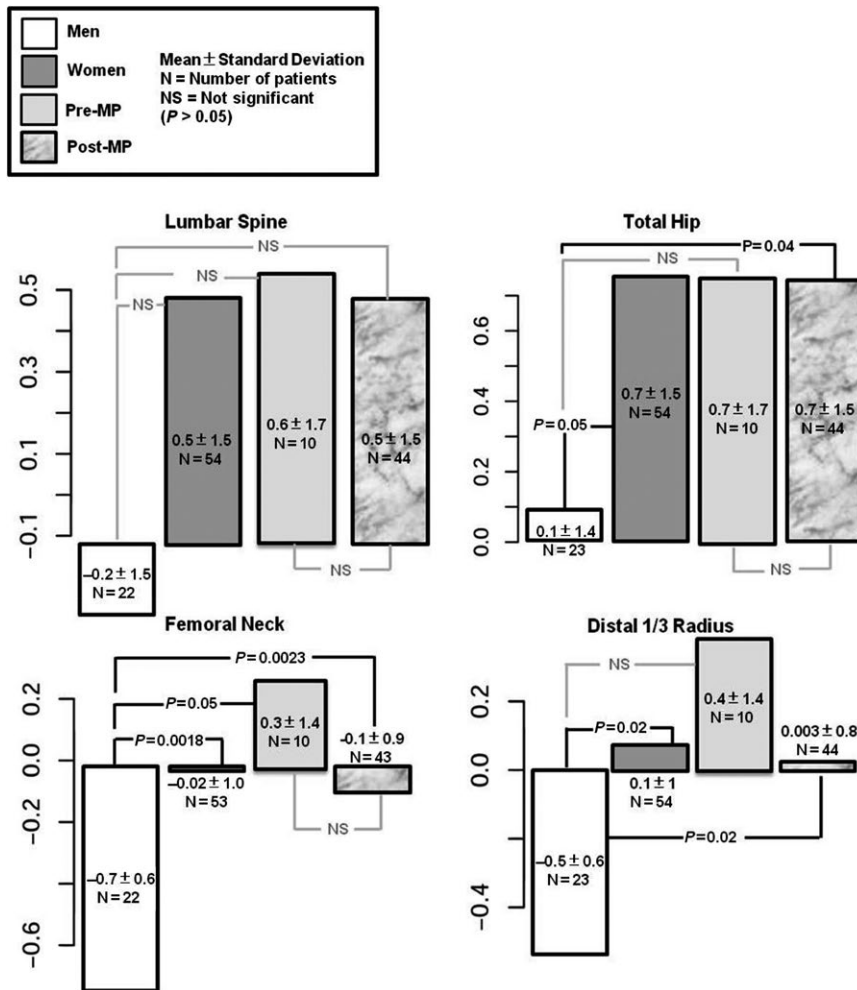 Men
Women
Pre-MP
Post-MP
Mean ± Standard Deviation
N = Number of patients
NS = Not significant
(P > 0.05)
Lumbar Spine
NS
NS
NS
0.5
0.3
0.1
−0.1
0.5 ± 1.5
N = 54
0.6 ± 1.7
N = 10
0.5 ± 1.5
N = 44
−0.2 ± 1.5
N = 22
NS
Total Hip
P = 0.04
NS
P = 0.05
0.6
0.4
0.2
0.0
0.7 ± 1.5
N = 54
0.7 ± 1.7
N = 10
0.7 ± 1.5
N = 44
0.1 ± 1.4
N = 23
NS
Femoral Neck
P = 0.0023
P = 0.05
P = 0.0018
0.2
0.0
−0.2
−0.6
0.3 ± 1.4
N = 10
-0.1 ± 0.9
N = 43
−0.02 ± 1.0
N = 53
−0.7 ± 0.6
N = 22
NS
Distal 1/3 Radius
NS
P = 0.02
0.2
0.0
−0.4
0.4 ± 1.4
N = 10
0.003 ± 0.8
N = 44
0.1 ± 1
N = 54
P = 0.02
−0.5 ± 0.6
N = 23